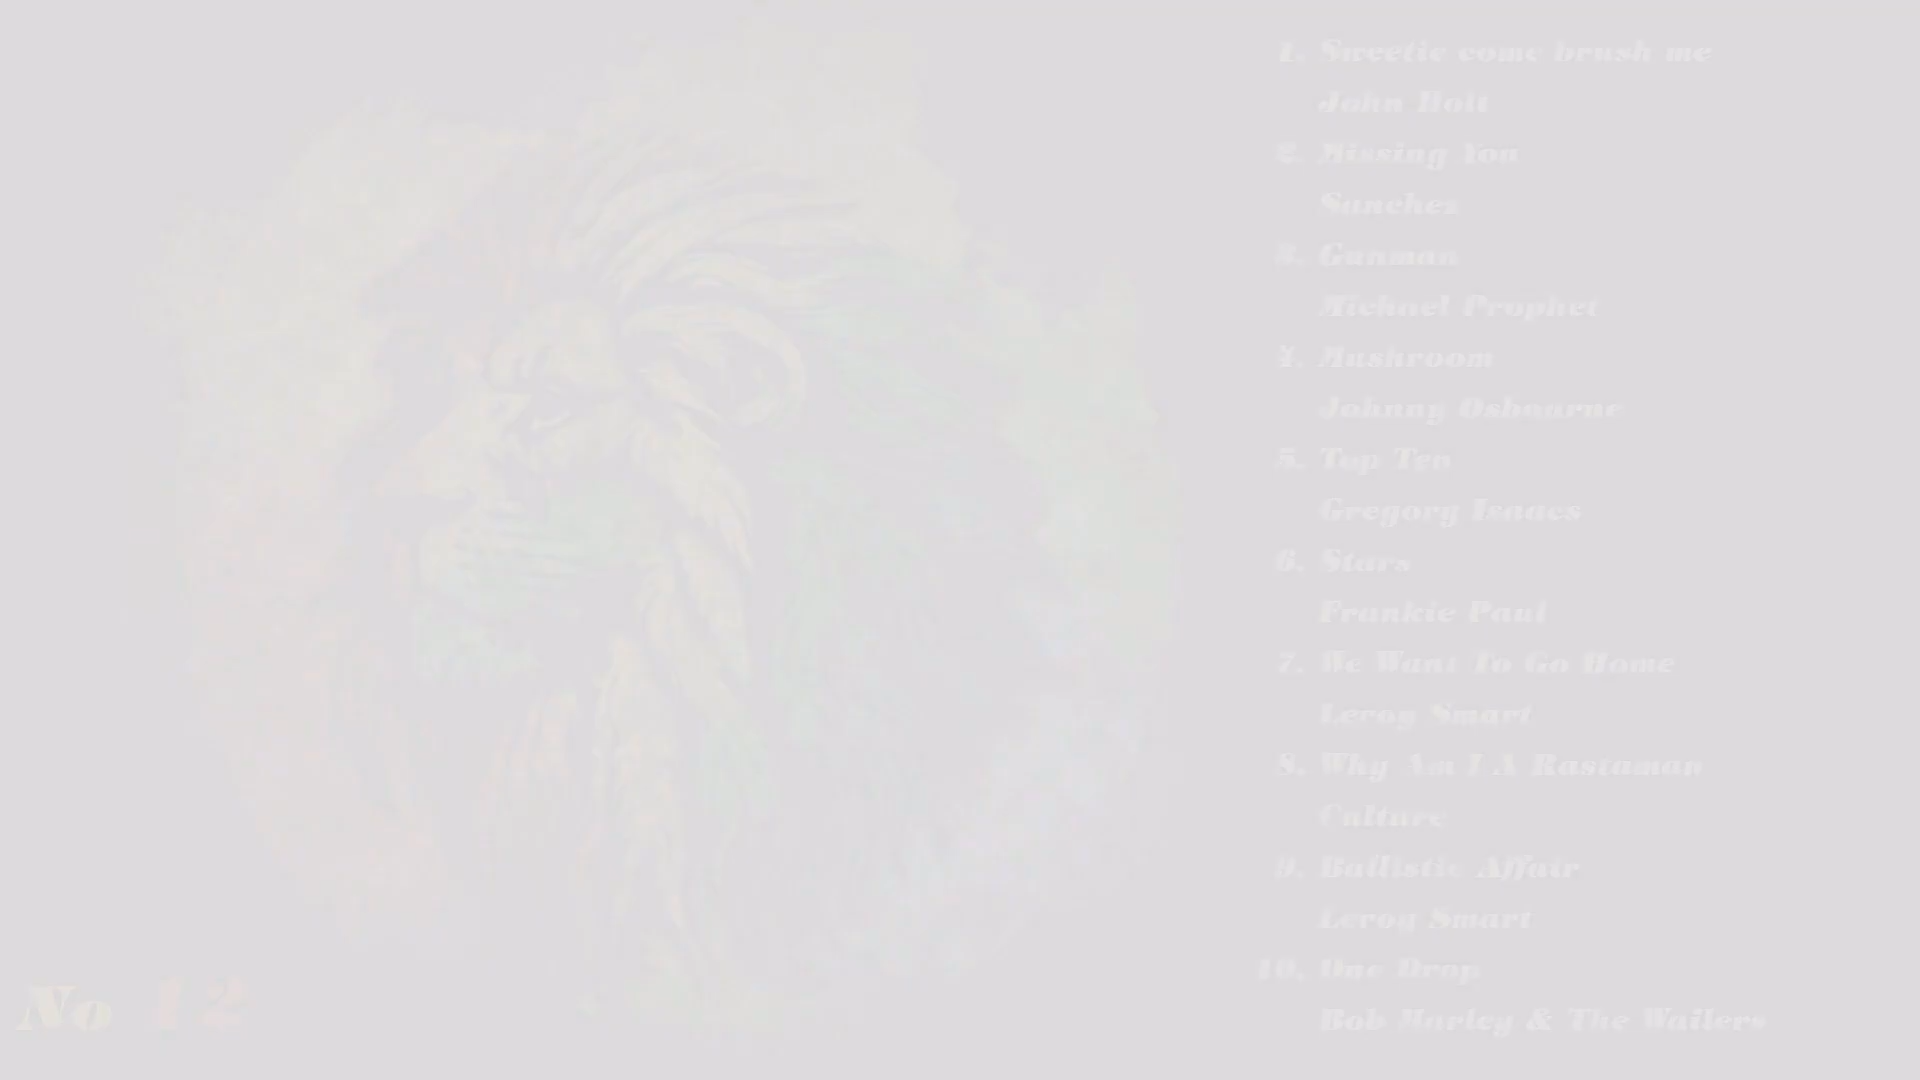 1. Sweetie come brush me
John Holt
2. Missing You
Sanchez
3. Gunman
Michael Prophet
4. Mushroom
Johnny Osbourne
5. Top Ten
Gregory Isaacs
6. Stars
Frankie Paul
7. We Want To Go Home
Leroy Smart
8. Why Am I A Rastaman
Culture
9. Ballistic Affair
Leroy Smart
10. One Drop
Bob Marley & The Wailers
No 12